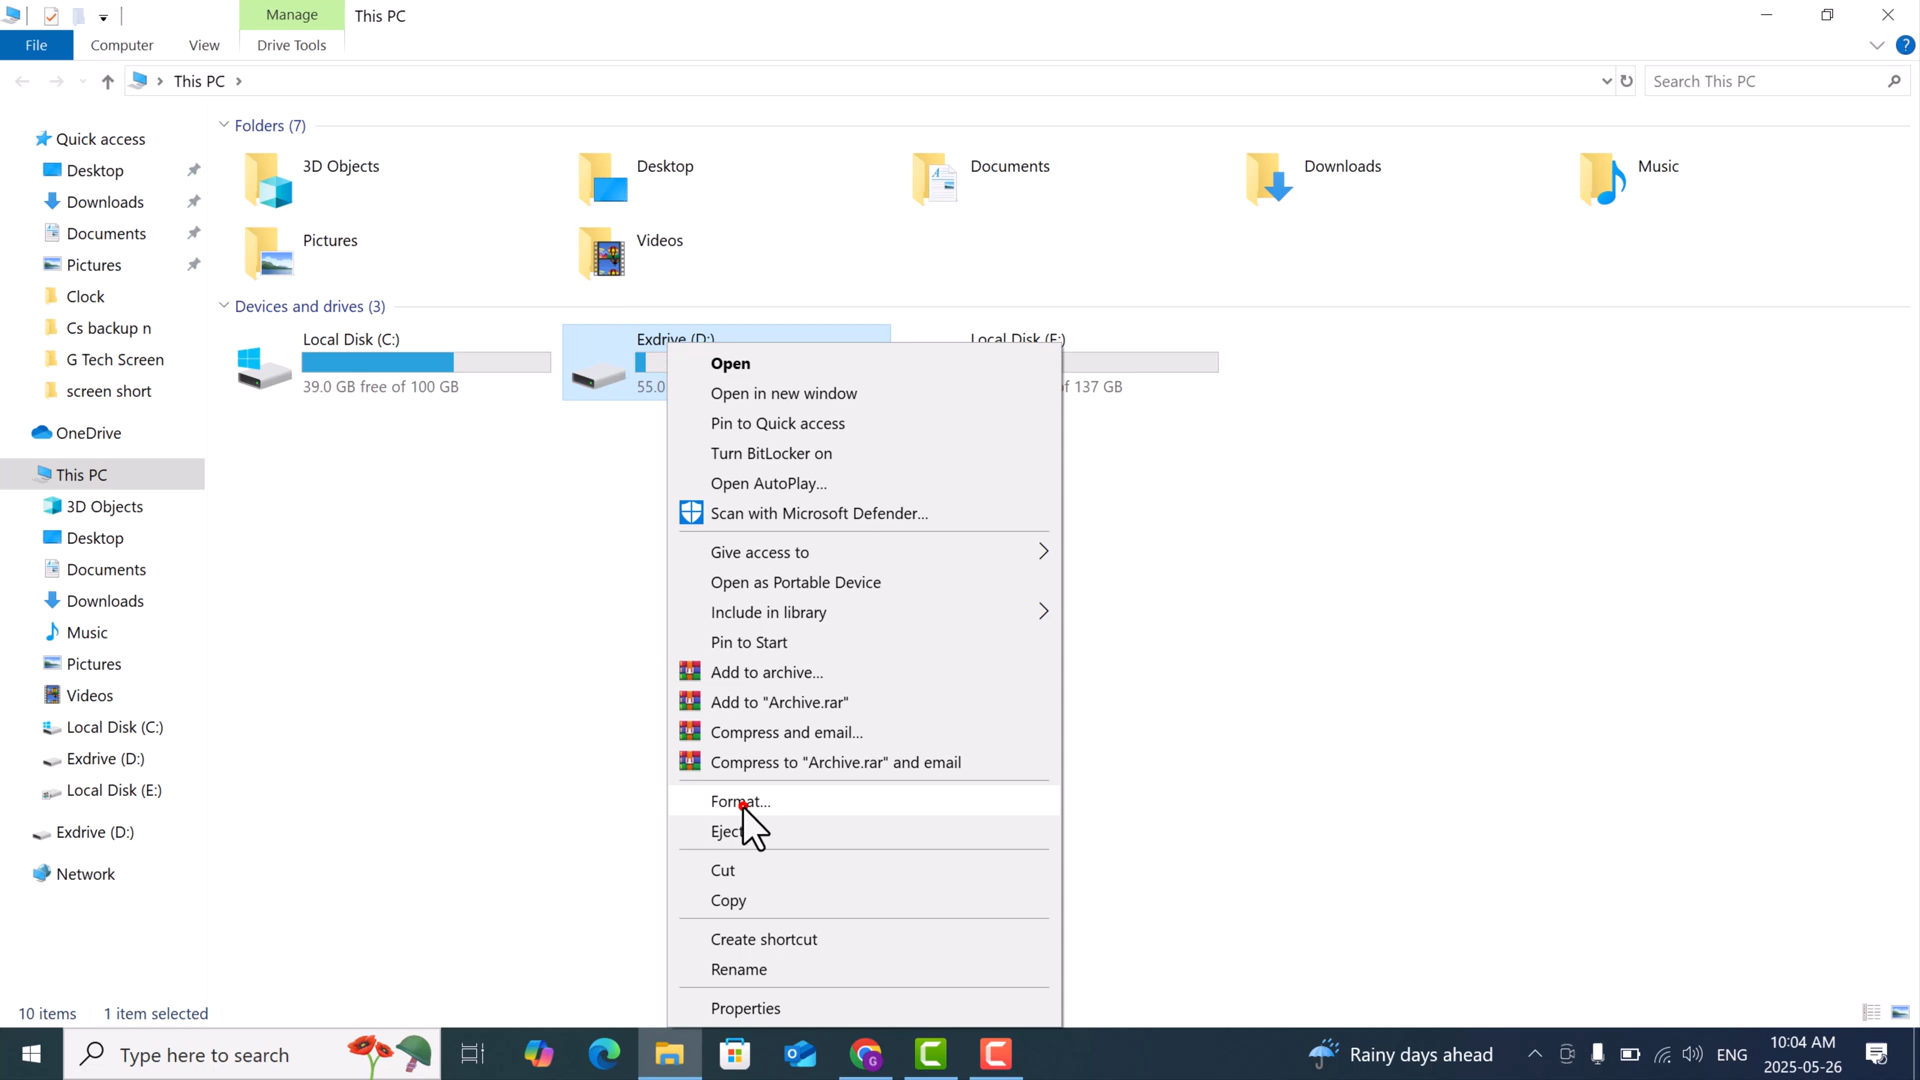 Manage
This PC
File
Computer
View
Drive Tools
This PC
Search This PC
Quick access
Desktop
Downloads
Documents
Pictures
Clock
Cs backup n
G Tech Screen
screen short
OneDrive
This PC
3D Objects
Desktop
Documents
Downloads
Music
Pictures
Videos
Local Disk (C:)
Exdrive (D:)
Local Disk (E:)
Exdrive (D:)
Network
Folders (7)
3D Objects
Desktop
Documents
Downloads
Music
Pictures
Videos
Devices and drives (3)
Local Disk (C:)
39.0 GB free of 100 GB
Exdrive (D:)
55.0
Local Disk (E:)
of 137 GB
Open
Open in new window
Pin to Quick access
Turn BitLocker on
Open AutoPlay...
Scan with Microsoft Defender...
Give access to
Open as Portable Device
Include in library
Pin to Start
Add to archive...
Add to "Archive.rar"
Compress and email...
Compress to "Archive.rar" and email
Format...
Eject
Cut
Copy
Create shortcut
Rename
Properties
10 items
1 item selected
Type here to search
Rainy days ahead
ENG
10:04 AM
2025-05-26